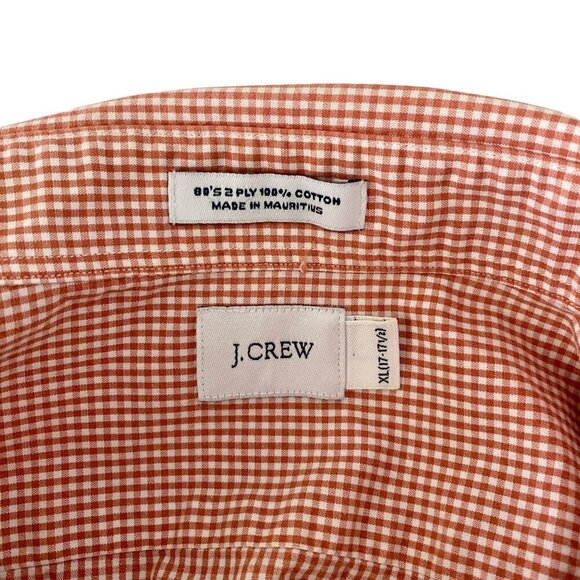 80'S 2 PLY 100% COTTON
MADE IN MAURITIUS
J.CREW
XL(17-17½)